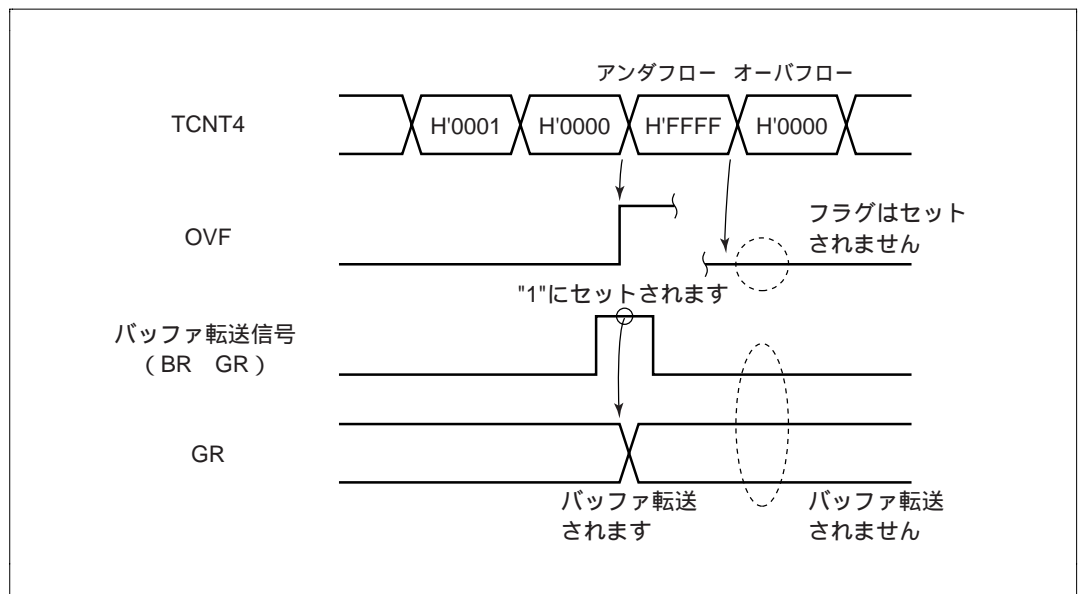 アンダフロー オーバフロー
TCNT4
H'0001 H'0000 H'FFFF H'0000
OVF
フラグはセット
されません
"1"にセットされます
バッファ転送信号
(BR GR)
GR
バッファ転送
されます
バッファ転送
されません